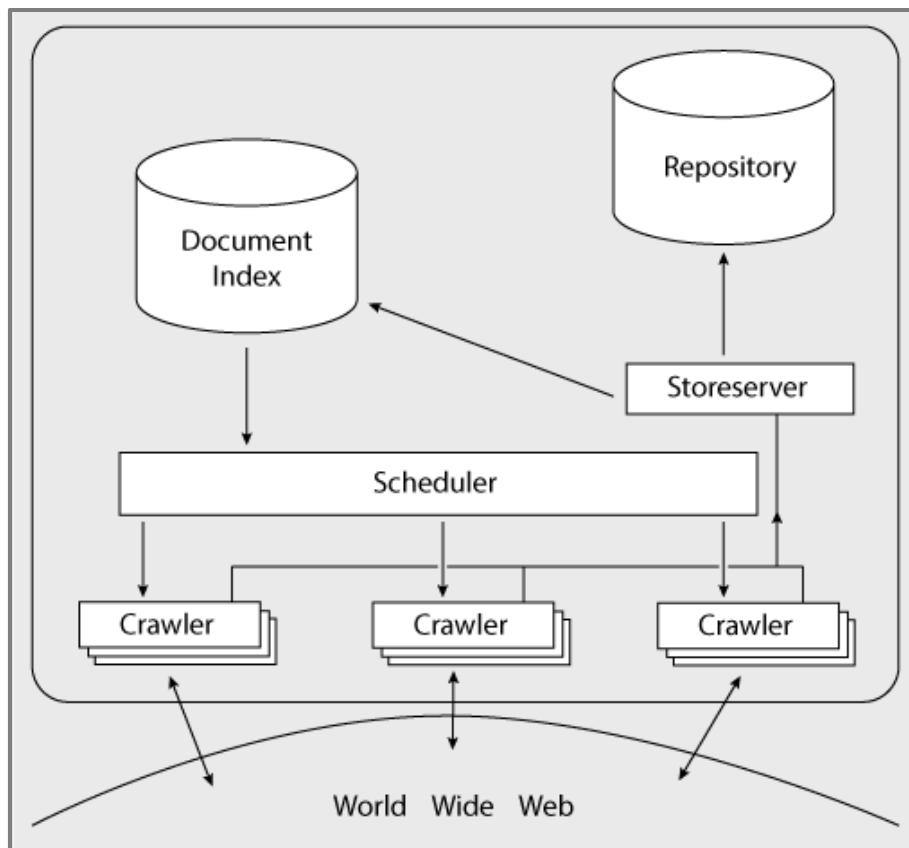 Repository
Document
Index
Storeserver
Scheduler
Crawler
Crawler
Crawler
World Wide Web